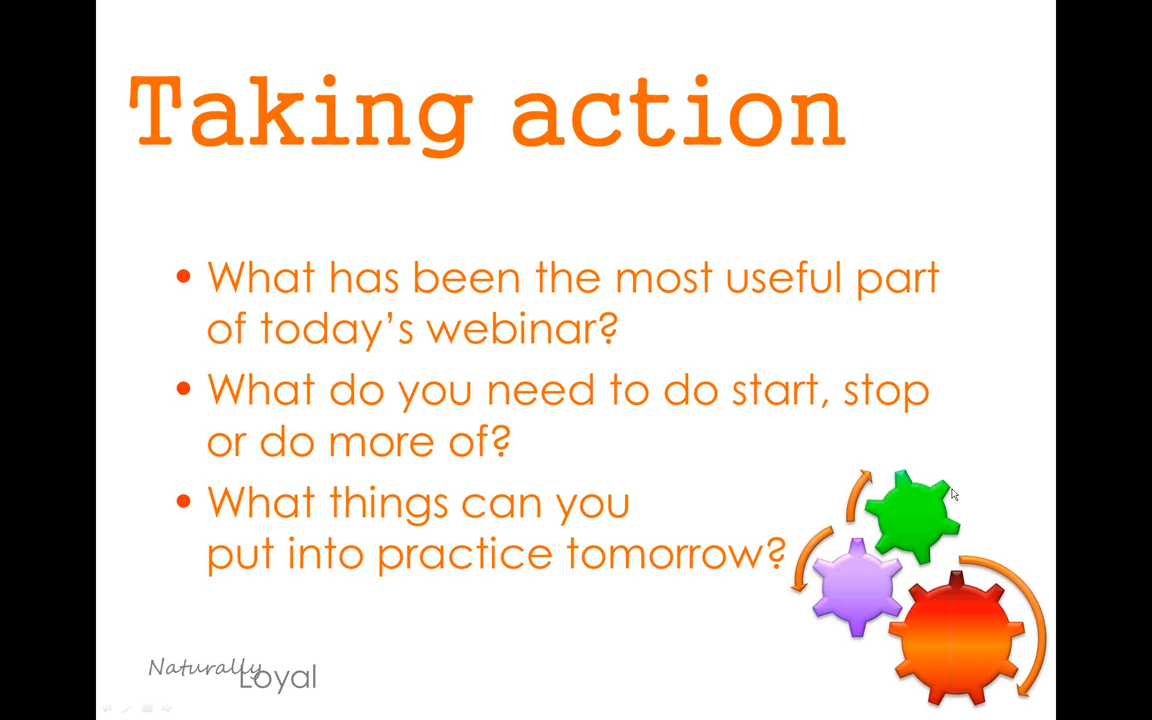 Taking action
• What has been the most useful part
of today's webinar?
• What do you need to do start, stop
or do more of?
• What things can you
put into practice tomorrow?
Naturally
Loyal